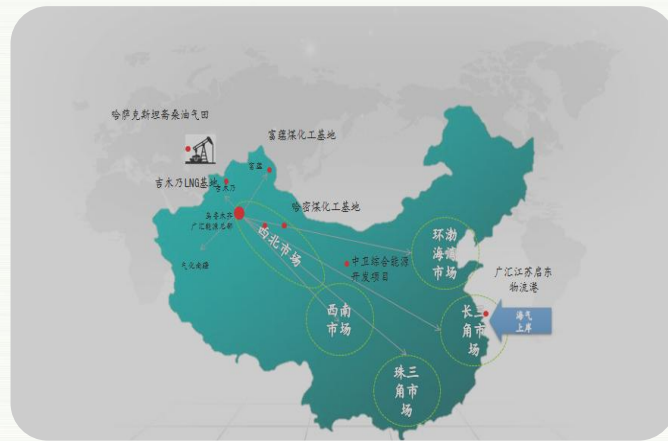 哈萨克斯坦斋桑油气田
富蕴煤化工基地
富蕴
吉木乃LNG基地
吉木乃
乌鲁木齐
广汇能源总部
哈密煤化工基地
西北市场
气化南疆
中卫综合能源
开发项目
环渤
海湾
市场
广汇江苏启东
物流港
西南
市场
长三
角市
场
海气
上岸
珠三
角市
场